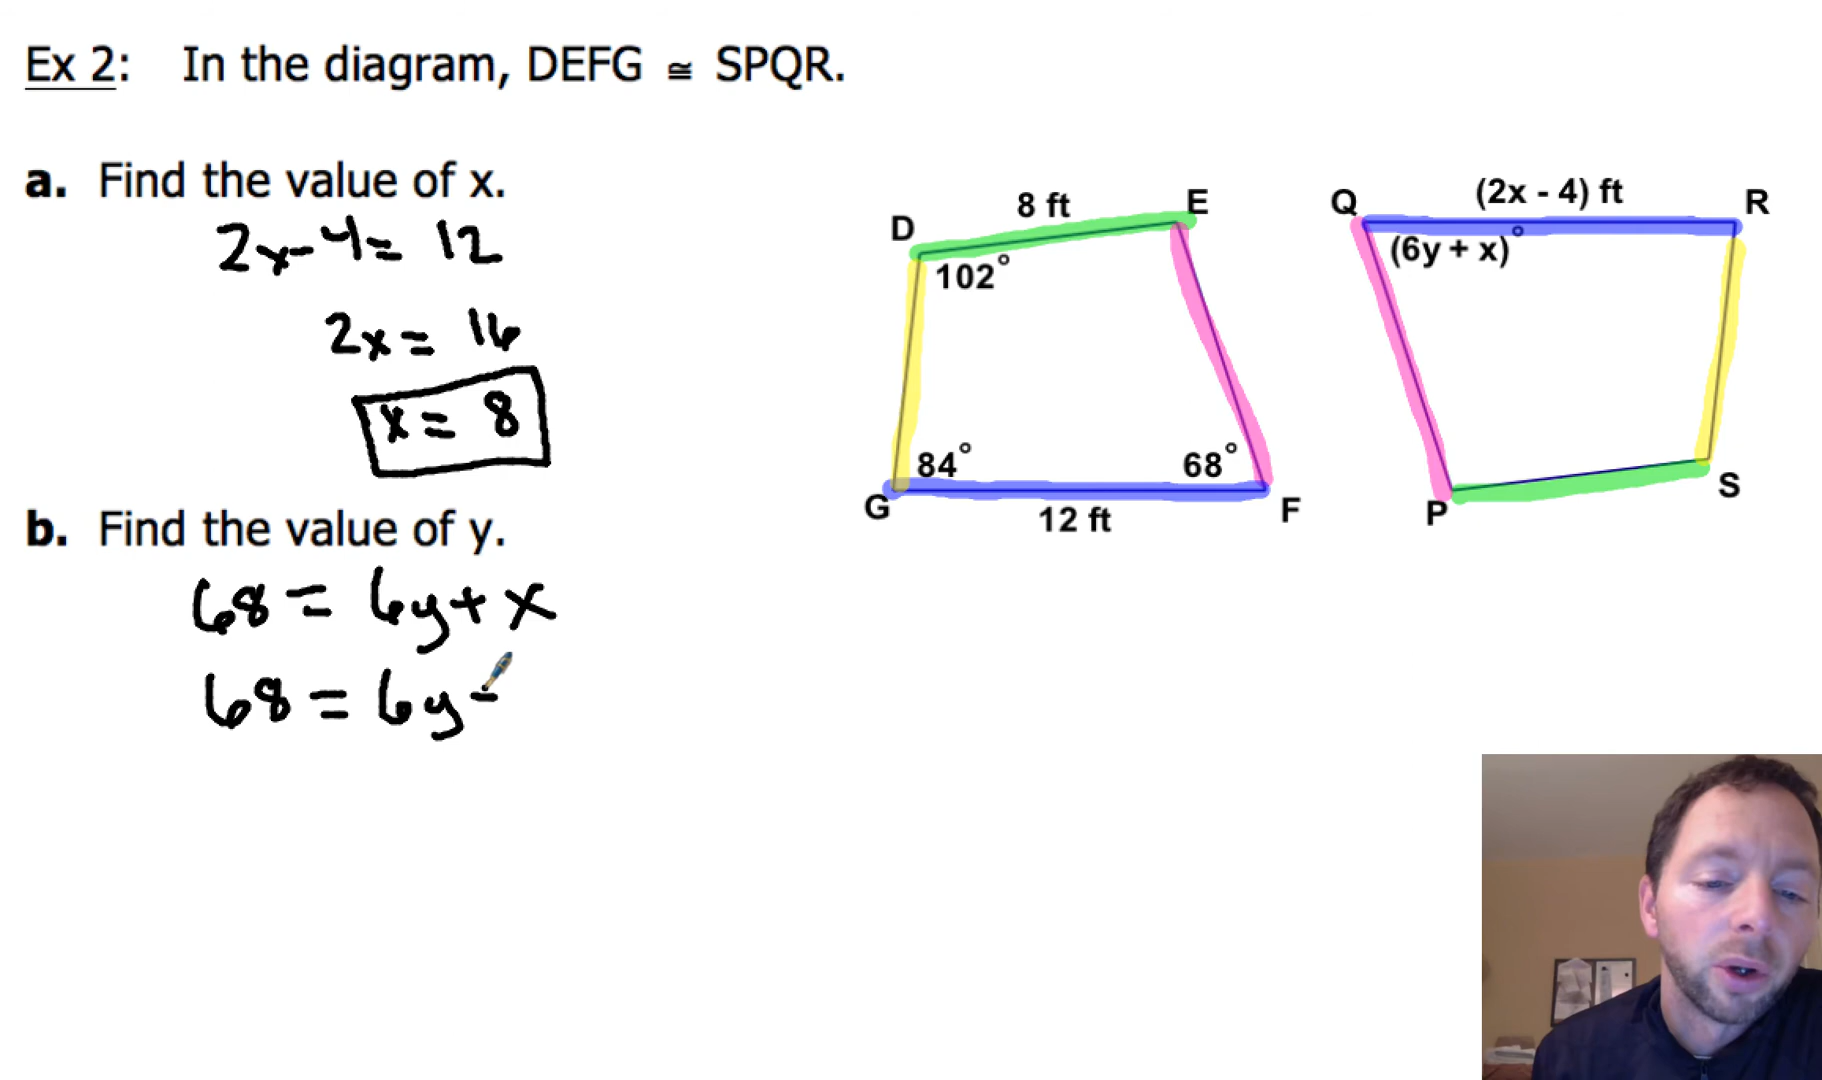 Ex 2: In the diagram, DEFG ≅ SPQR.
a. Find the value of x.
2x-4= 12
2x= 16
x= 8
b. Find the value of y.
68 = 6y+ x
68 = 6y -
8 ft
D
E
102°
84°
68°
G
F
12 ft
Q
(2x - 4) ft
R
(6y + x)°
P
S